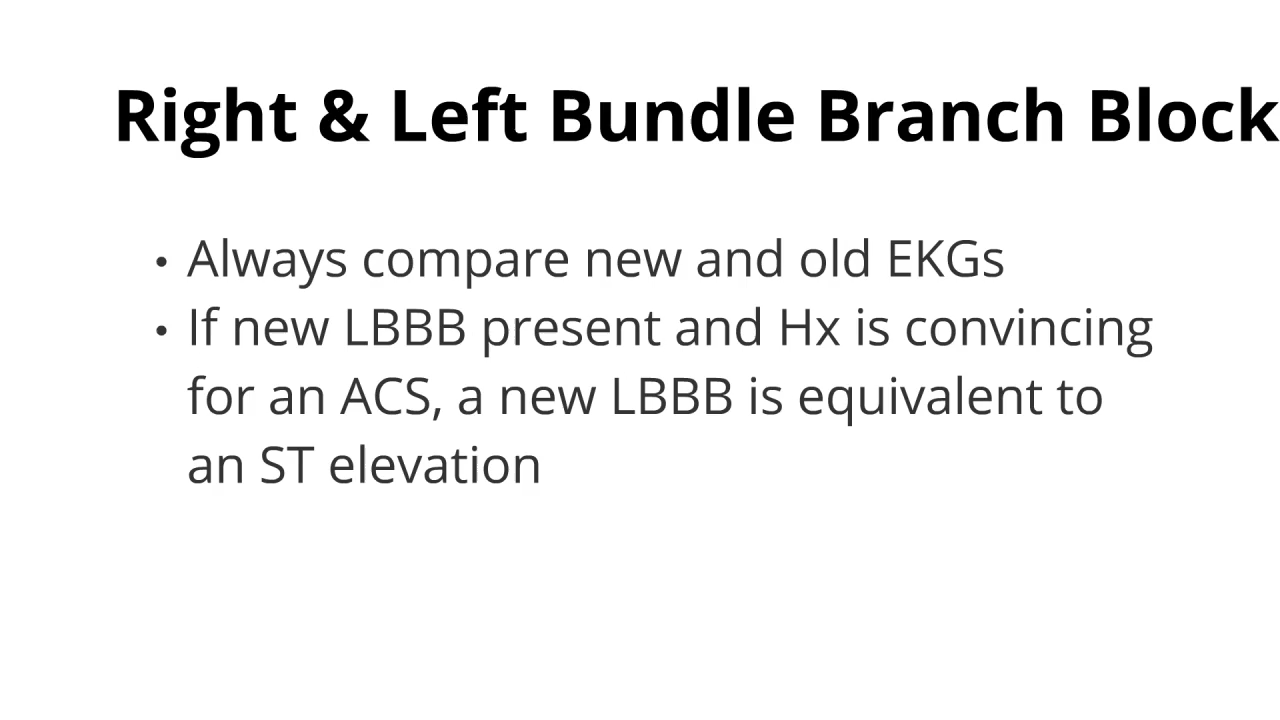 Right & Left Bundle Branch Block
• Always compare new and old EKGs
• If new LBBB present and Hx is convincing
for an ACS, a new LBBB is equivalent to
an ST elevation